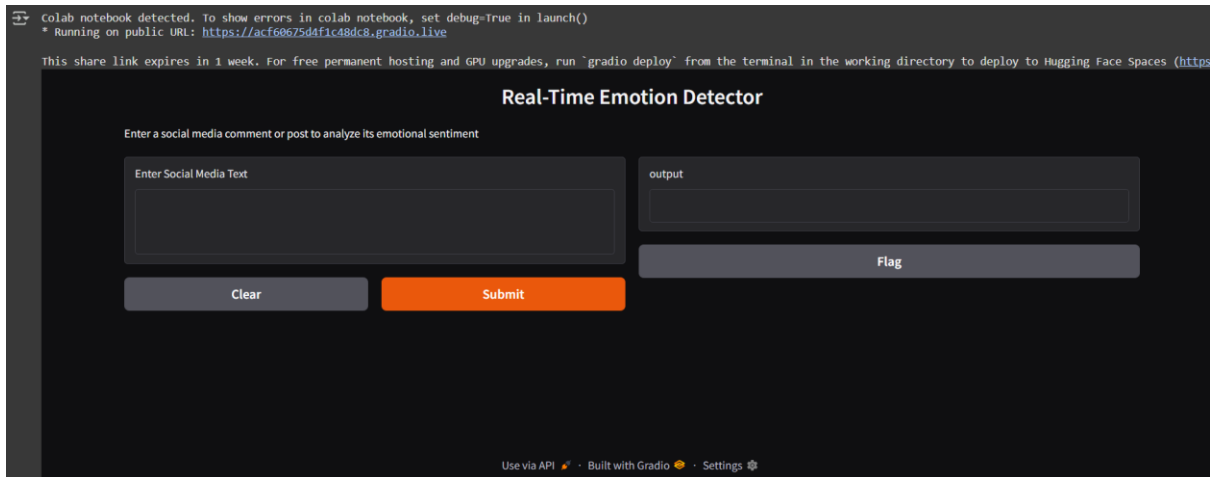 Colab notebook detected. To show errors in colab notebook, set debug=True in launch()
* Running on public URL: https://acf60675d4f1c48dc8.gradio.live
This share link expires in 1 week. For free permanent hosting and GPU upgrades, run `gradio deploy` from the terminal in the working directory to deploy to Hugging Face Spaces (https
Real-Time Emotion Detector
Enter a social media comment or post to analyze its emotional sentiment
Enter Social Media Text
output
Flag
Clear
Submit
Use via API · Built with Gradio · Settings